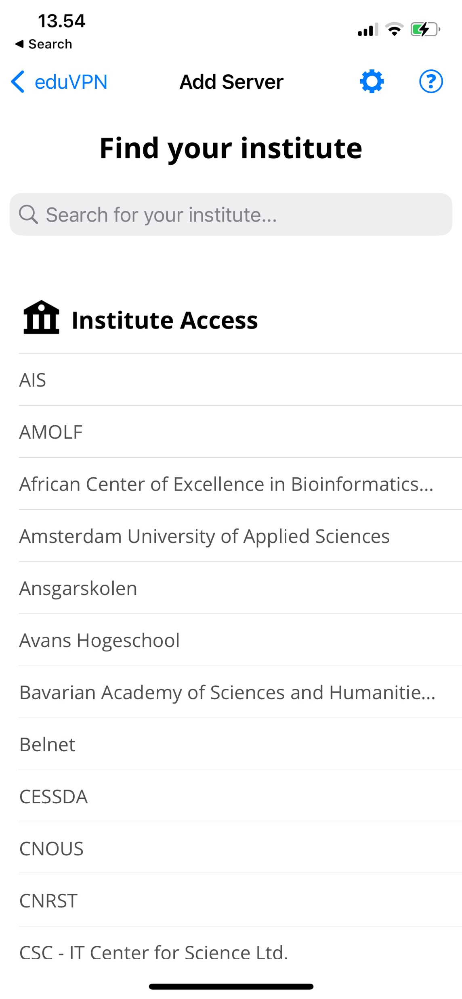 13.54
Search
eduVPN
Add Server
Find your institute
Search for your institute...
Institute Access
AIS
AMOLF
African Center of Excellence in Bioinformatics...
Amsterdam University of Applied Sciences
Ansgarskolen
Avans Hogeschool
Bavarian Academy of Sciences and Humanitie...
Belnet
CESSDA
CNOUS
CNRST
CSC - IT Center for Science Ltd.